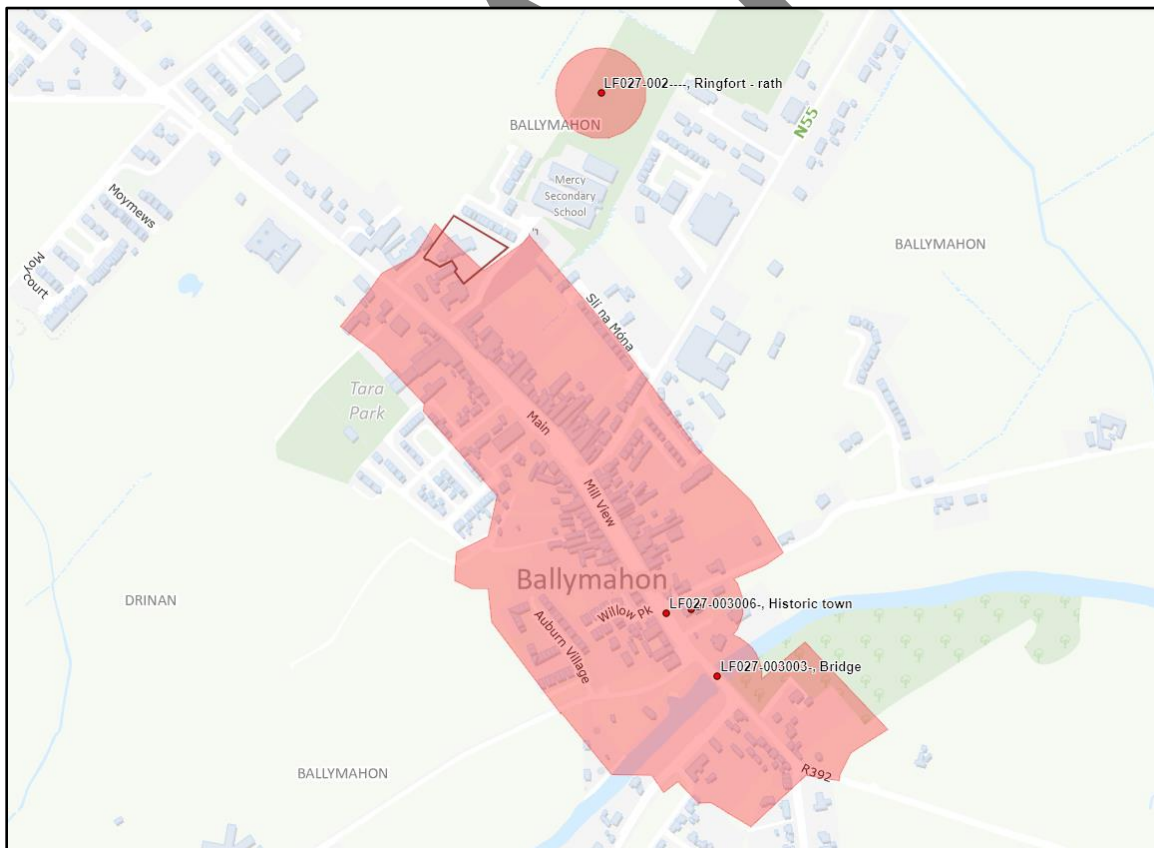 LF027-002----, Ringfort - rath
N55
BALLYMAHON
Mercy
Secondary
School
Moymews
BALLYMAHON
Moy
court
Slí na Móna
Tara
Park
Main
Mill View
Ballymahon
DRINAN
LF027-003006-, Historic town
Willow Pk
Auburn Village
LF027-003003-, Bridge
BALLYMAHON
R392